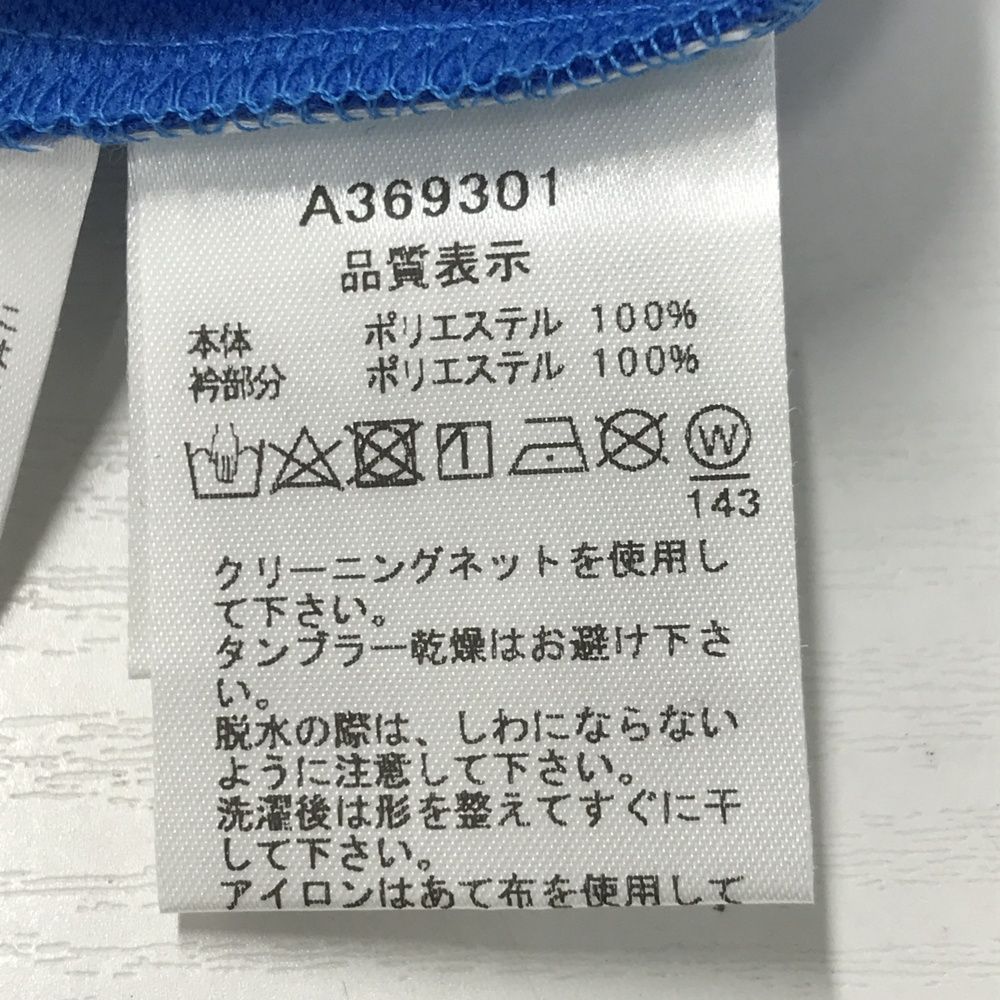 A369301
品質表示
本体 ポリエステル 100%
衿部分 ポリエステル 100%
W
143
クリーニングネットを使用し
て下さい。
タンブラー乾燥はお避け下さ
い。
脱水の際は、しわにならない
ように注意して下さい。
洗濯後は形を整えてすぐに干
して下さい。
アイロンはあて布を使用して